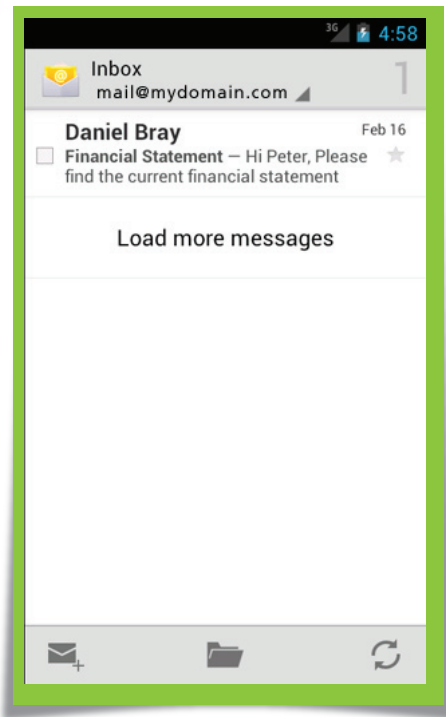 3G 4:58
Inbox 1
mail@mydomain.com
Daniel Bray Feb 16
Financial Statement — Hi Peter, Please
find the current financial statement
Load more messages